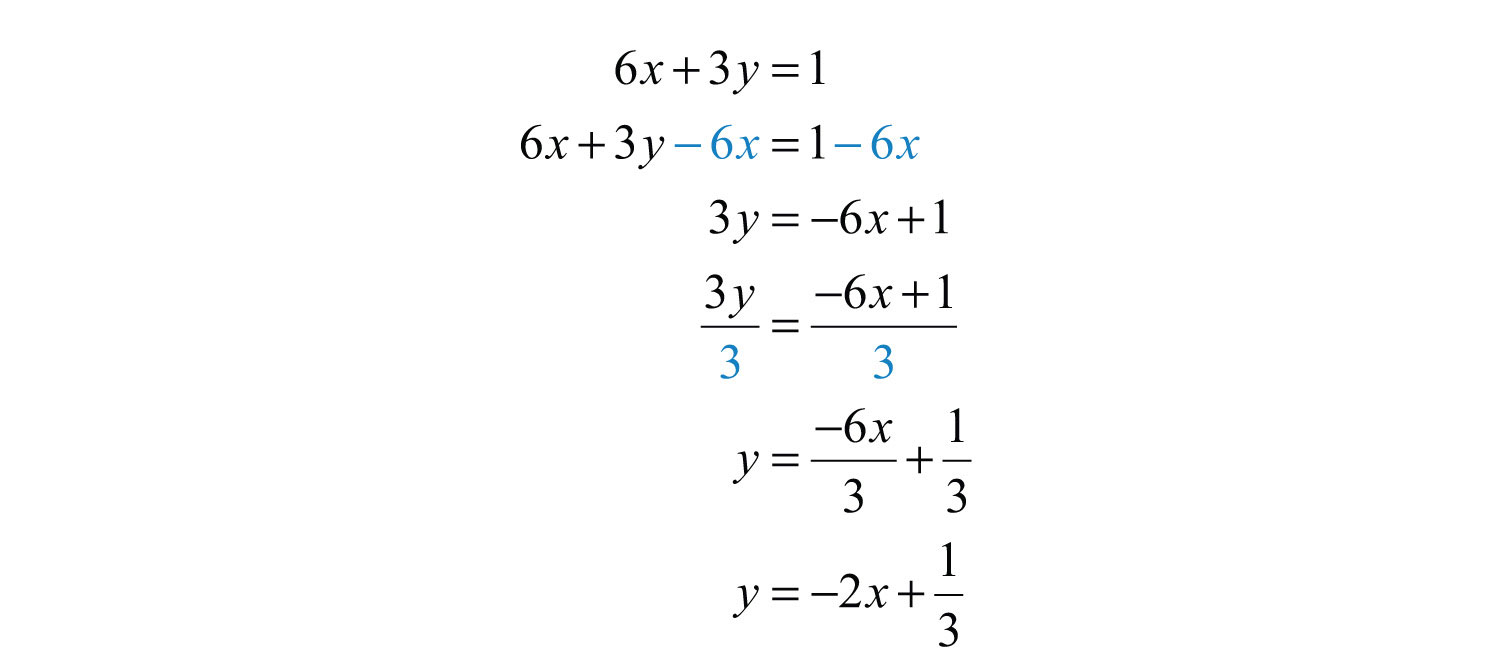 6x + 3y = 1
6x + 3y − 6x = 1 − 6x
3y = −6x + 1
3y/3 = (−6x + 1)/3
y = −6x/3 + 1/3
y = −2x + 1/3